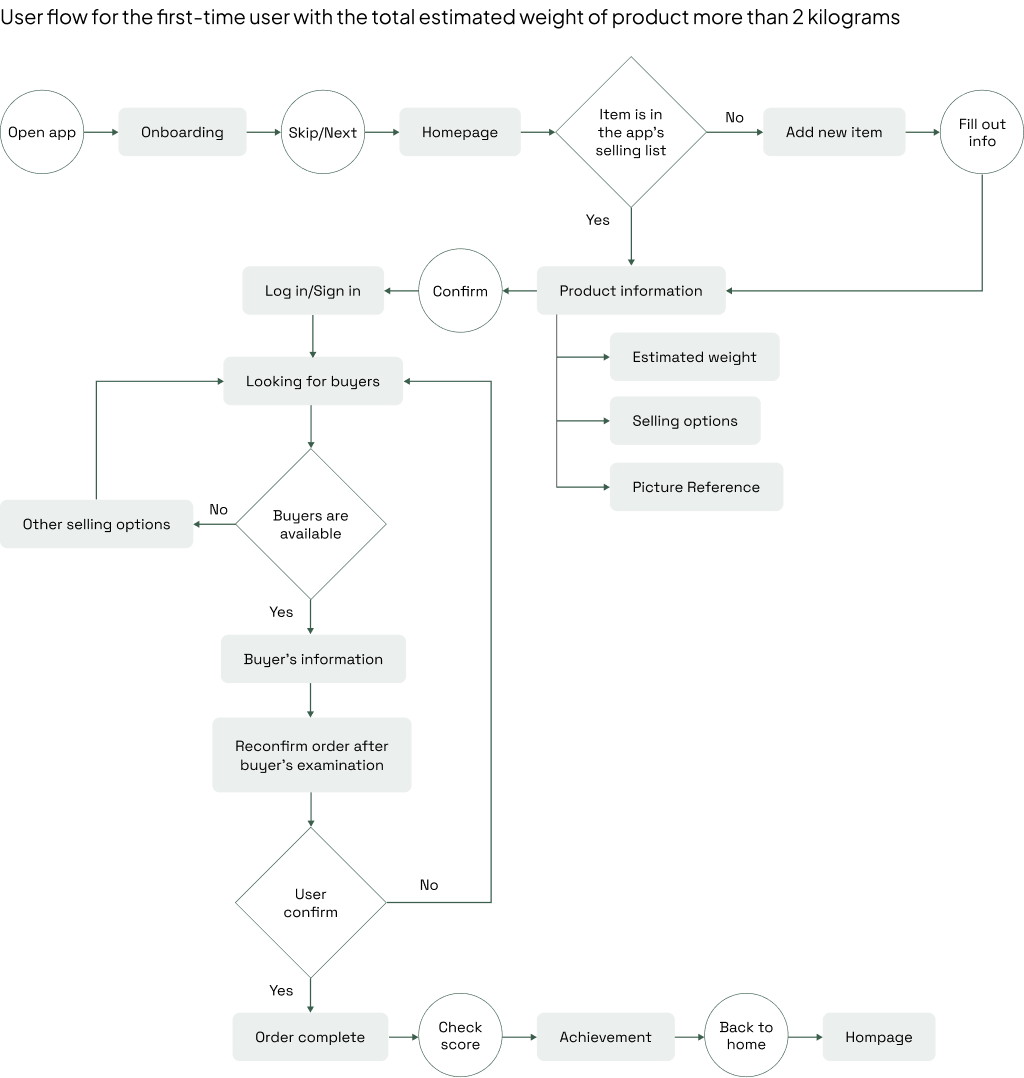 User flow for the first-time user with the total estimated weight of product more than 2 kilograms
Open app
Onboarding
Skip/Next
Homepage
Item is in
the app's
selling list
No
Add new item
Fill out
info
Yes
Log in/Sign in
Confirm
Product information
Estimated weight
Looking for buyers
Selling options
Picture Reference
Buyers are
available
No
Other selling options
Yes
Buyer's information
Reconfirm order after
buyer's examination
User
confirm
No
Yes
Order complete
Check
score
Achievement
Back to
home
Hompage